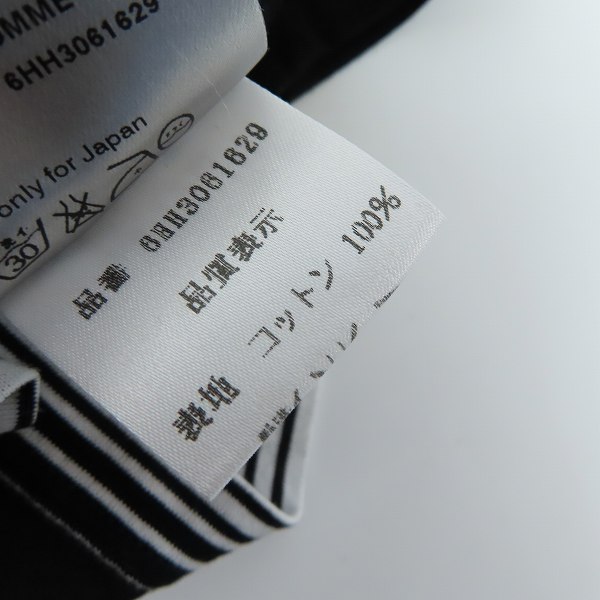 OMME
6HH3061629
only for Japan
30
品番 6HH3061629
品質表示
表地 コットン 100%